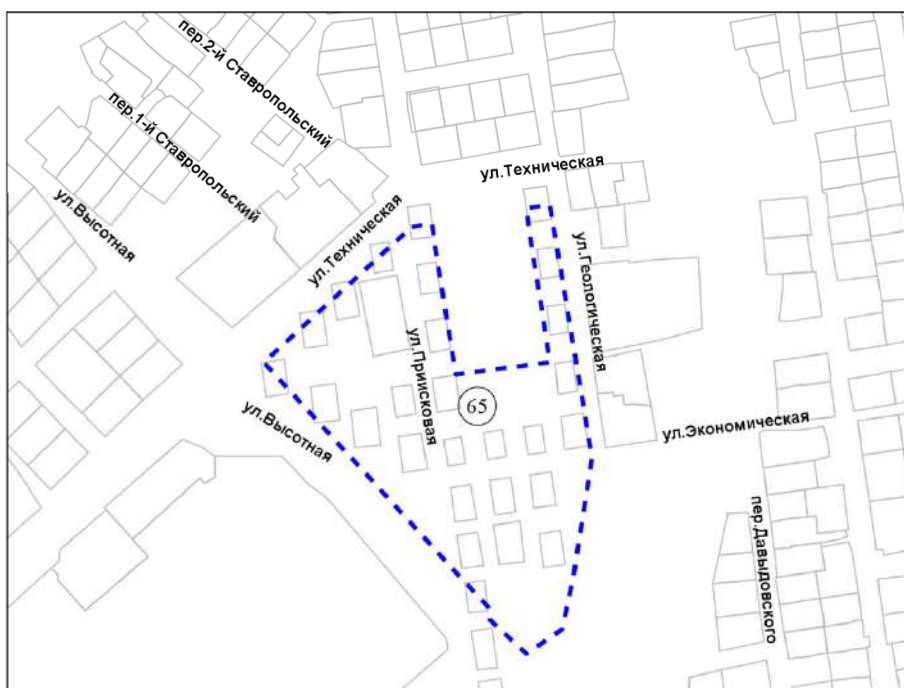 пер.2-й Ставропольский
пер.1-й Ставропольский
ул.Техническая
ул.Высотная
ул.Техническая
ул.Геологическая
ул.Приисковая
65
ул.Высотная
ул.Экономическая
пер.Давыдовского